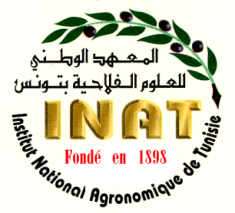 المعهد الوطني
للعلوم الفلاحية بتونس
INAT
Fondé en 1898
Institut National Agronomique de Tunisie